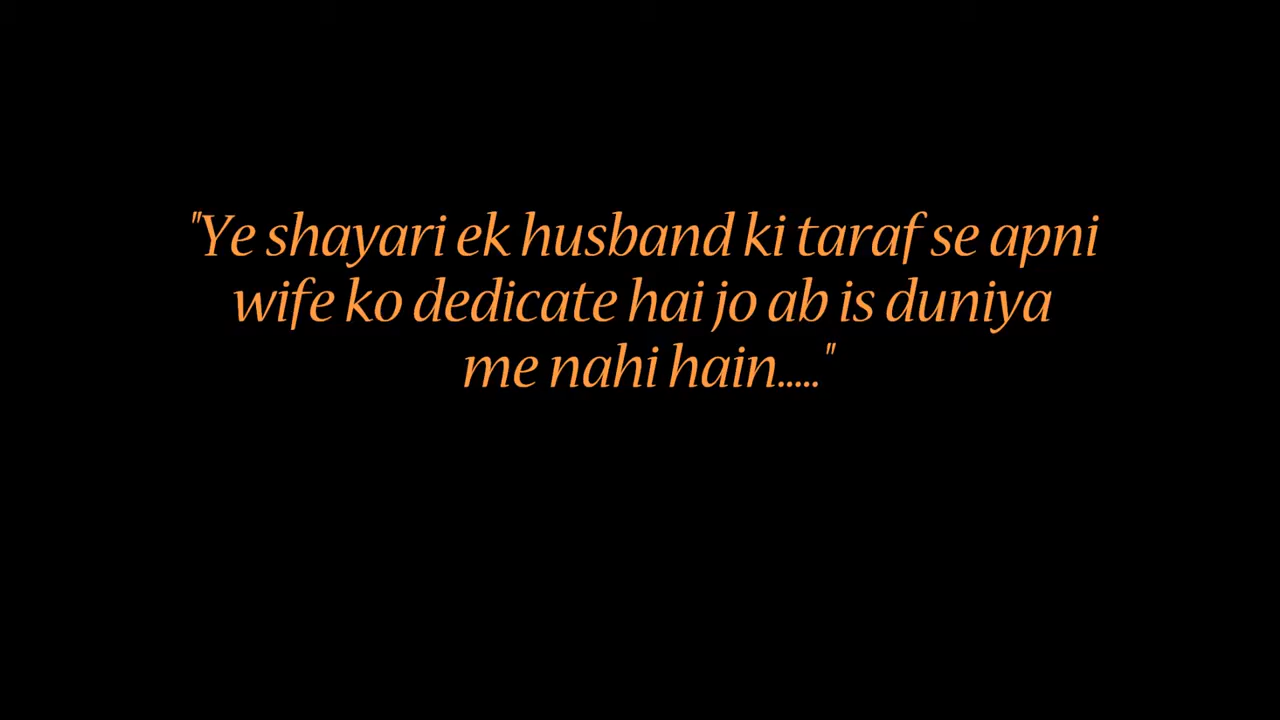 "Ye shayari ek husband ki taraf se apni
wife ko dedicate hai jo ab is duniya
me nahi hain....."